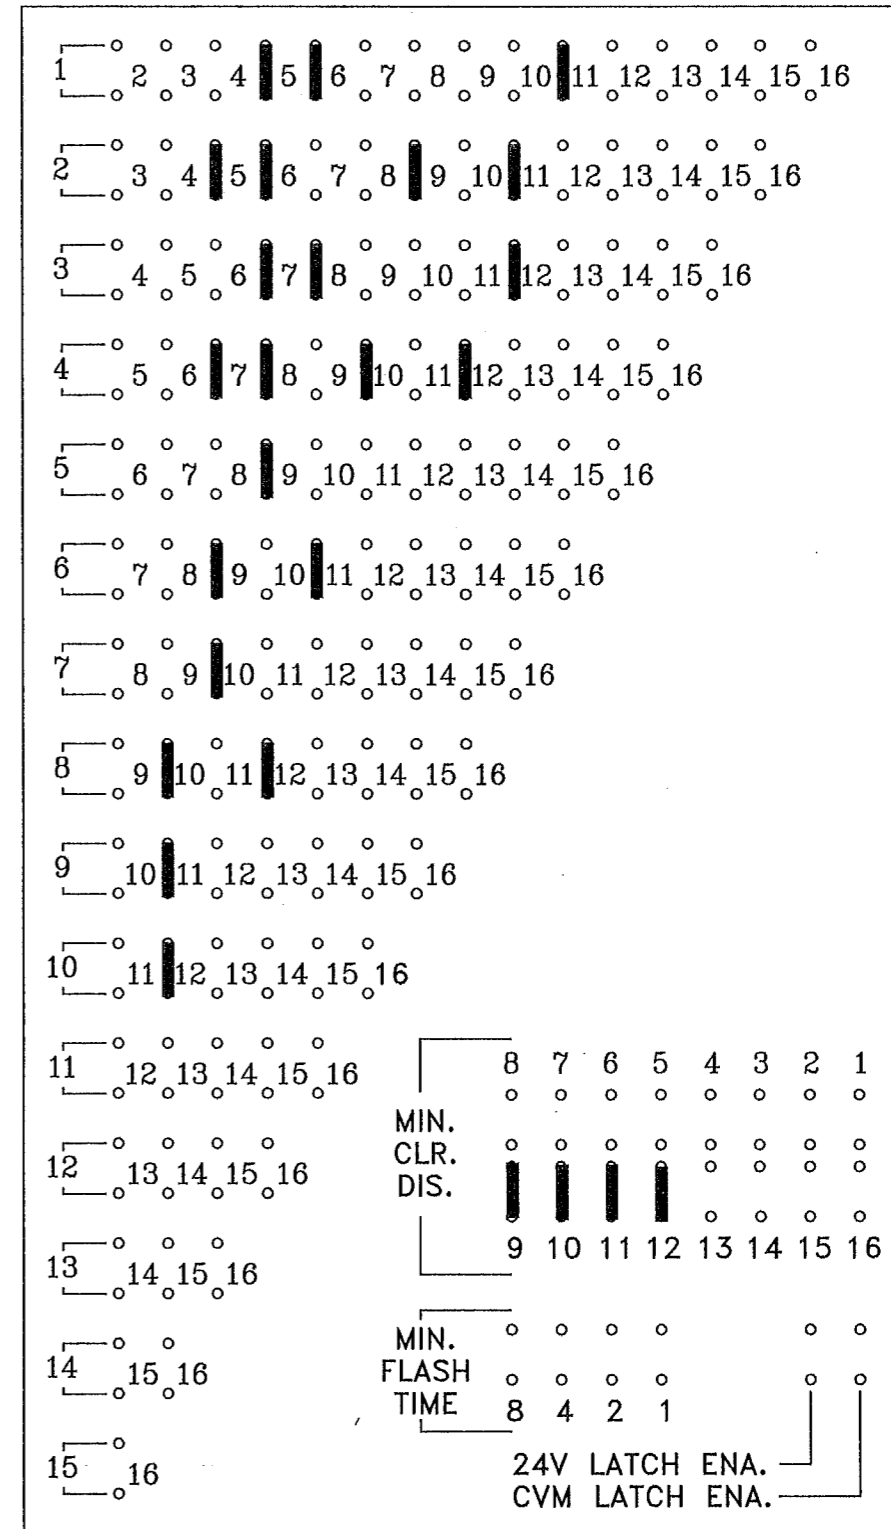 1 2 3 4 5 6 7 8 9 10 11 12 13 14 15 16
2 3 4 5 6 7 8 9 10 11 12 13 14 15 16
3 4 5 6 7 8 9 10 11 12 13 14 15 16
4 5 6 7 8 9 10 11 12 13 14 15 16
5 6 7 8 9 10 11 12 13 14 15 16
6 7 8 9 10 11 12 13 14 15 16
7 8 9 10 11 12 13 14 15 16
8 9 10 11 12 13 14 15 16
9 10 11 12 13 14 15 16
10 11 12 13 14 15 16
11 12 13 14 15 16
12 13 14 15 16
13 14 15 16
14 15 16
15 16
8 7 6 5 4 3 2 1
MIN.
CLR.
DIS.
9 10 11 12 13 14 15 16
MIN.
FLASH
TIME
8 4 2 1
24V LATCH ENA.
CVM LATCH ENA.